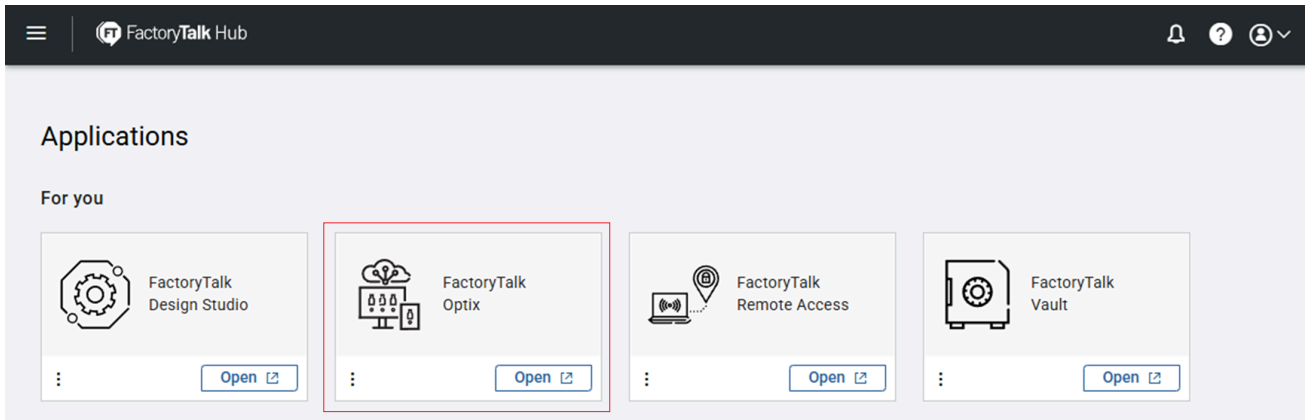 FT FactoryTalk Hub
?
Applications
For you
FactoryTalk
Design Studio
Open
FactoryTalk
Optix
Open
FactoryTalk
Remote Access
Open
FactoryTalk
Vault
Open